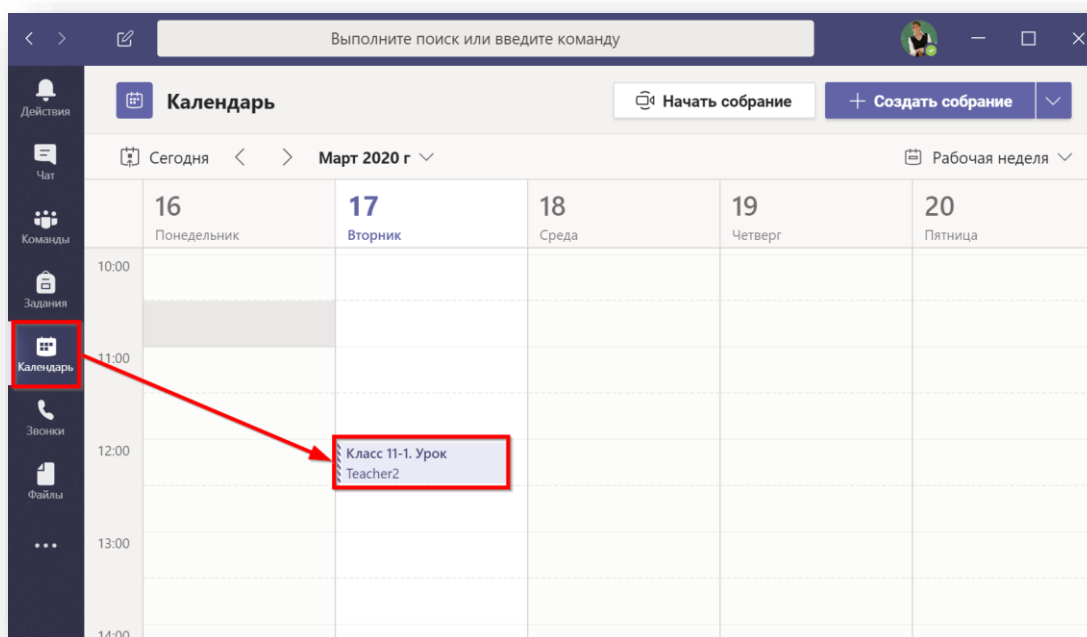 Выполните поиск или введите команду
Действия
Чат
Команды
Задания
Календарь
Звонки
Файлы
Календарь
Начать собрание
Создать собрание
Сегодня
Март 2020 г
Рабочая неделя
16
Понедельник
17
Вторник
18
Среда
19
Четверг
20
Пятница
10:00
11:00
12:00
Класс 11-1. Урок
Teacher2
13:00
14:00